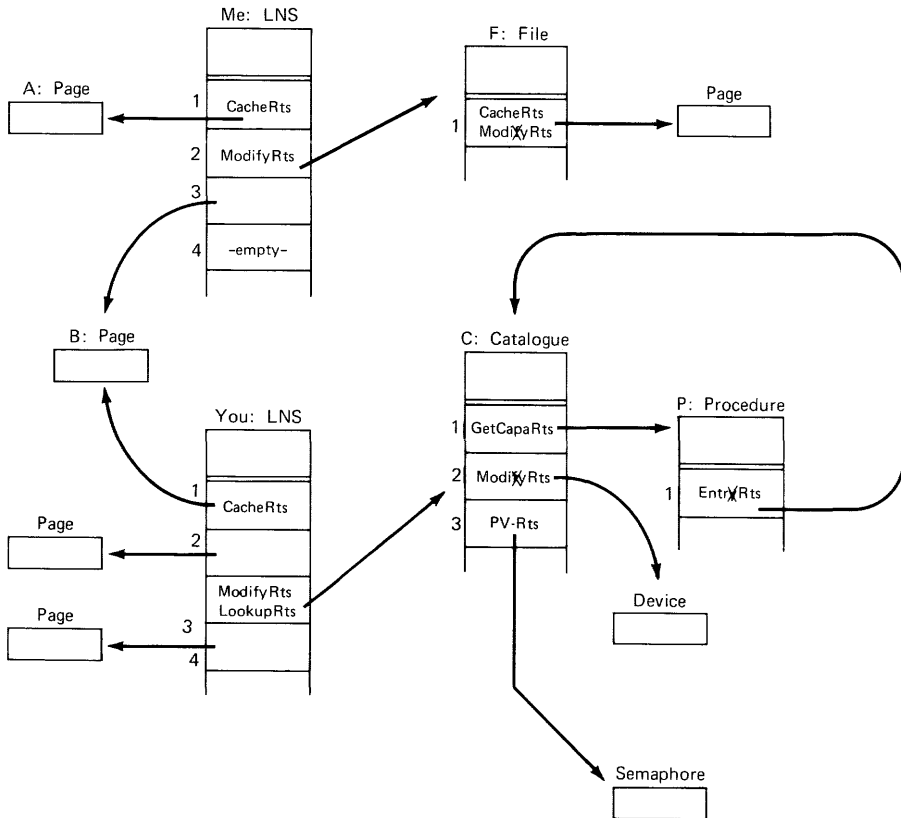 Me: LNS
F: File
A: Page
1
CacheRts
Page
CacheRts
1
ModifyRts
2
ModifyRts
3
4
-empty-
B: Page
C: Catalogue
You: LNS
P: Procedure
1
GetCapaRts
1
CacheRts
2
ModifyRts
1
EntryRts
3
PV-Rts
Page
2
ModifyRts
LookupRts
Device
Page
3
4
Semaphore